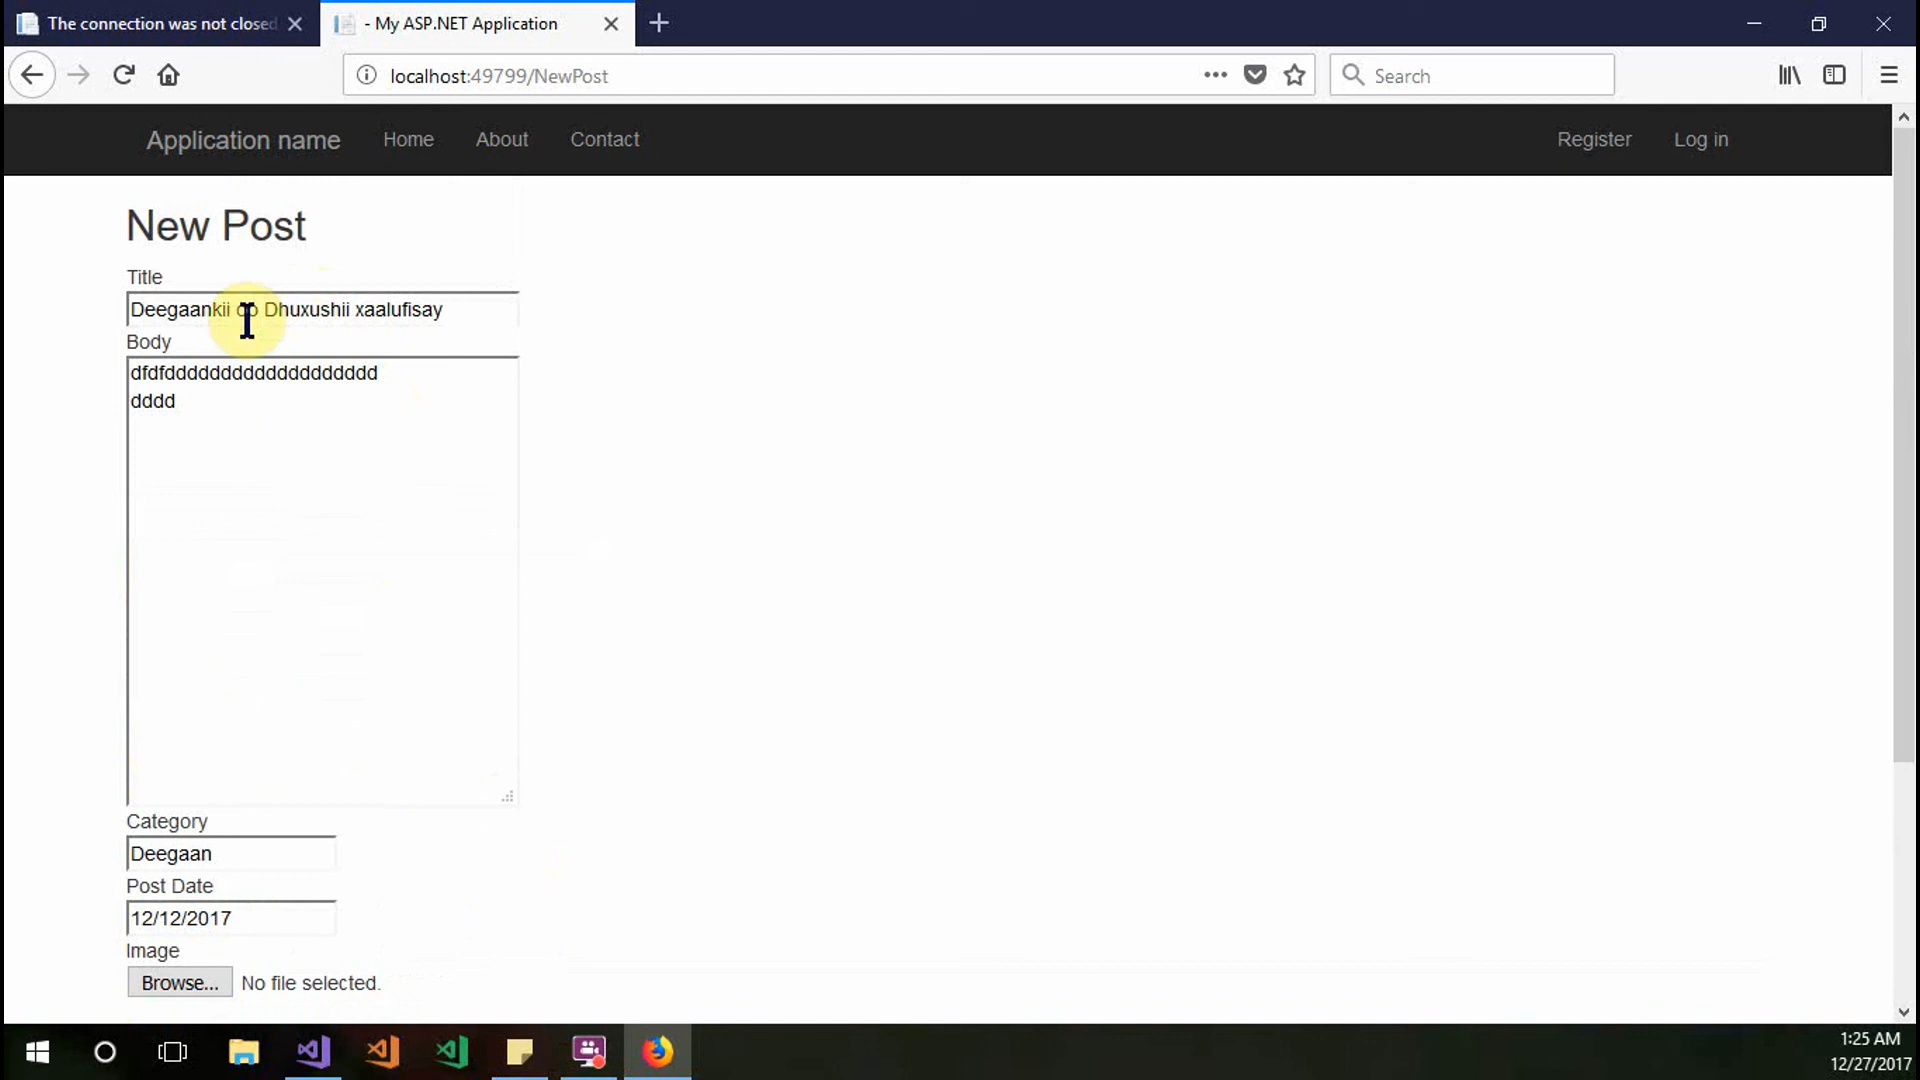 The connection was not closed
- My ASP.NET Application
localhost:49799/NewPost
Search
Application name
Home
About
Contact
Register
Log in
New Post
Title
Deegaankii oo Dhuxushii xaalufisay
Body
dfdfddddddddddddddddddd
dddd
Category
Deegaan
Post Date
12/12/2017
Image
Browse...
No file selected.
1:25 AM
12/27/2017